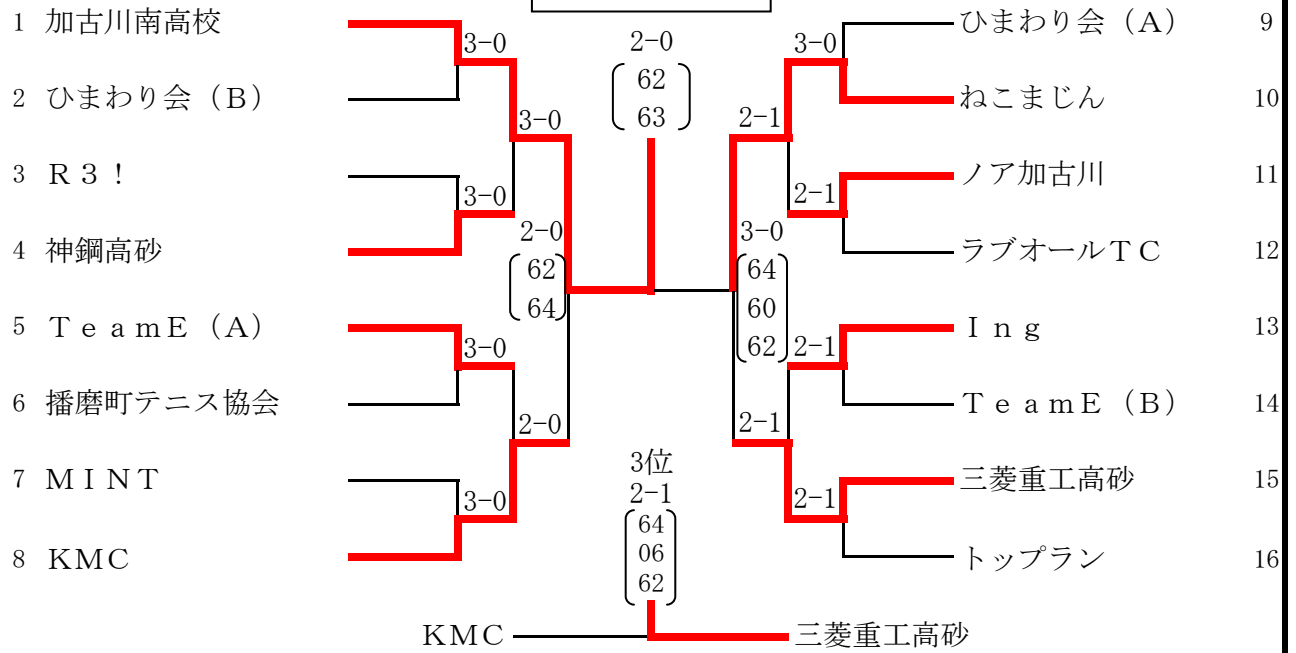 1 加古川南高校
2 ひまわり会（B）
3 Ｒ３！
4 神鋼高砂
5 ＴｅａｍＥ（A）
6 播磨町テニス協会
7 ＭＩＮＴ
8 ＫＭＣ
3-0
3-0
3-0
3-0
3-0
2-0
2-0
62
64
2-0
62
63
3-0
2-1
2-1
2-1
2-1
2-1
3-0
64
60
62
ひまわり会（A） 9
ねこまじん 10
ノア加古川 11
ラブオールＴＣ 12
Ｉｎｇ 13
ＴｅａｍＥ（B） 14
三菱重工高砂 15
トップラン 16
3位
2-1
64
06
62
ＫＭＣ 三菱重工高砂